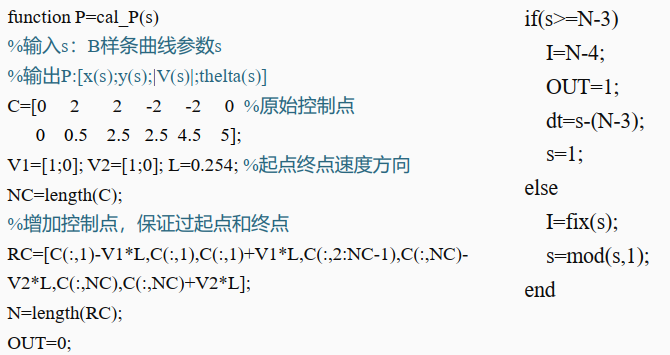 function P=cal_P(s)
%输入s：B样条曲线参数s
%输出P:[x(s);y(s);|V(s)|;thelta(s)]
C=[0 2 2 -2 -2 0 %原始控制点
0 0.5 2.5 2.5 4.5 5];
V1=[1;0]; V2=[1;0]; L=0.254; %起点终点速度方向
NC=length(C);
%增加控制点，保证过起点和终点
RC=[C(:,1)-V1*L,C(:,1),C(:,1)+V1*L,C(:,2:NC-1),C(:,NC)-
V2*L,C(:,NC),C(:,NC)+V2*L];
N=length(RC);
OUT=0;
if(s>=N-3)
I=N-4;
OUT=1;
dt=s-(N-3);
s=1;
else
I=fix(s);
s=mod(s,1);
end